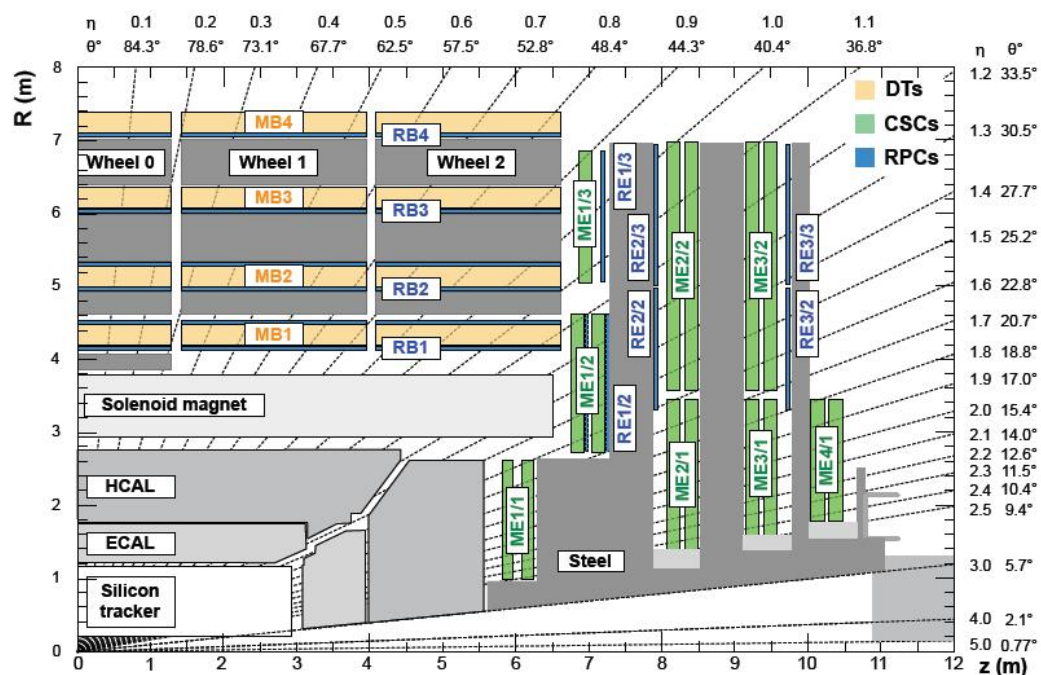 η 0.1 0.2 0.3 0.4 0.5 0.6 0.7 0.8 0.9 1.0 1.1
θ° 84.3° 78.6° 73.1° 67.7° 62.5° 57.5° 52.8° 48.4° 44.3° 40.4° 36.8° η θ°
R (m)
8
7
6
5
4
3
2
1
0
1.2 33.5°
1.3 30.5°
1.4 27.7°
1.5 25.2°
1.6 22.8°
1.7 20.7°
1.8 18.8°
1.9 17.0°
2.0 15.4°
2.1 14.0°
2.2 12.6°
2.3 11.5°
2.4 10.4°
2.5 9.4°
3.0 5.7°
4.0 2.1°
5.0 0.77°
DTs
CSCs
RPCs
MB4
RB4
Wheel 0 Wheel 1 Wheel 2
MB3
RB3
MB2
RB2
MB1
RB1
Solenoid magnet
HCAL
ECAL
Silicon
tracker
Steel
ME1/3
RE1/3
RE2/3
ME2/2
ME3/2
RE3/3
RE2/2
RE3/2
ME1/2
RE1/2
ME1/1
ME2/1
ME3/1
ME4/1
0 1 2 3 4 5 6 7 8 9 10 11 12
z (m)